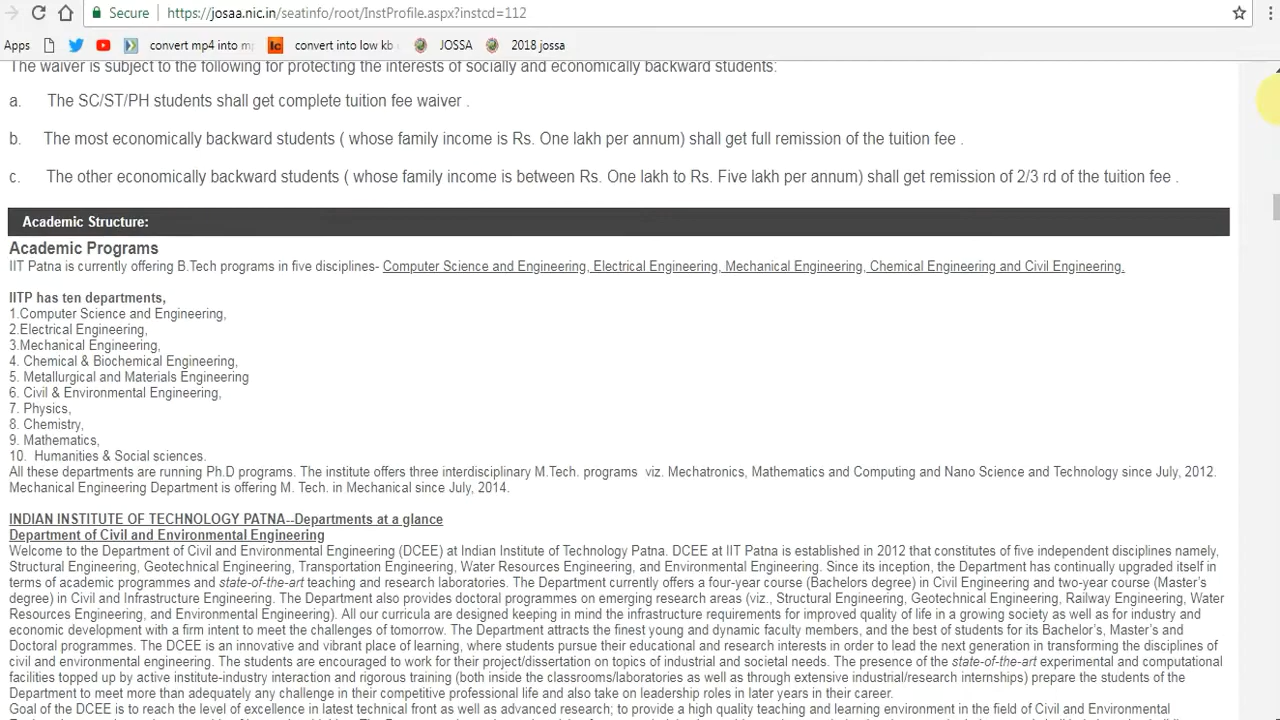 Secure https://josaa.nic.in/seatinfo/root/InstProfile.aspx?instcd=112
Apps convert mp4 into mp convert into low kb JOSSA 2018 jossa
The waiver is subject to the following for protecting the interests of socially and economically backward students:
a. The SC/ST/PH students shall get complete tuition fee waiver .
b. The most economically backward students ( whose family income is Rs. One lakh per annum) shall get full remission of the tuition fee .
c. The other economically backward students ( whose family income is between Rs. One lakh to Rs. Five lakh per annum) shall get remission of 2/3 rd of the tuition fee .
Academic Structure:
Academic Programs
IIT Patna is currently offering B.Tech programs in five disciplines- Computer Science and Engineering, Electrical Engineering, Mechanical Engineering, Chemical Engineering and Civil Engineering.
IITP has ten departments,
1.Computer Science and Engineering,
2.Electrical Engineering,
3.Mechanical Engineering,
4. Chemical & Biochemical Engineering,
5. Metallurgical and Materials Engineering
6. Civil & Environmental Engineering,
7. Physics,
8. Chemistry,
9. Mathematics,
10. Humanities & Social sciences.
All these departments are running Ph.D programs. The institute offers three interdisciplinary M.Tech. programs viz. Mechatronics, Mathematics and Computing and Nano Science and Technology since July, 2012.
Mechanical Engineering Department is offering M. Tech. in Mechanical since July, 2014.
INDIAN INSTITUTE OF TECHNOLOGY PATNA--Departments at a glance
Department of Civil and Environmental Engineering
Welcome to the Department of Civil and Environmental Engineering (DCEE) at Indian Institute of Technology Patna. DCEE at IIT Patna is established in 2012 that constitutes of five independent disciplines namely,
Structural Engineering, Geotechnical Engineering, Transportation Engineering, Water Resources Engineering, and Environmental Engineering. Since its inception, the Department has continually upgraded itself in
terms of academic programmes and state-of-the-art teaching and research laboratories. The Department currently offers a four-year course (Bachelors degree) in Civil Engineering and two-year course (Master's
degree) in Civil and Infrastructure Engineering. The Department also provides doctoral programmes on emerging research areas (viz., Structural Engineering, Geotechnical Engineering, Railway Engineering, Water
Resources Engineering, and Environmental Engineering). All our curricula are designed keeping in mind the infrastructure requirements for improved quality of life in a growing society as well as for industry and
economic development with a firm intent to meet the challenges of tomorrow. The Department attracts the finest young and dynamic faculty members, and the best of students for its Bachelor's, Master's and
Doctoral programmes. The DCEE is an innovative and vibrant place of learning, where students pursue their educational and research interests in order to lead the next generation in transforming the disciplines of
civil and environmental engineering. The students are encouraged to work for their project/dissertation on topics of industrial and societal needs. The presence of the state-of-the-art experimental and computational
facilities topped up by active institute-industry interaction and rigorous training (both inside the classrooms/laboratories as well as through extensive industrial/research internships) prepare the students of the
Department to meet more than adequately any challenge in their competitive professional life and also take on leadership roles in later years in their career.
Goal of the DCEE is to reach the level of excellence in latest technical front as well as advanced research; to provide a high quality teaching and learning environment in the field of Civil and Environmental